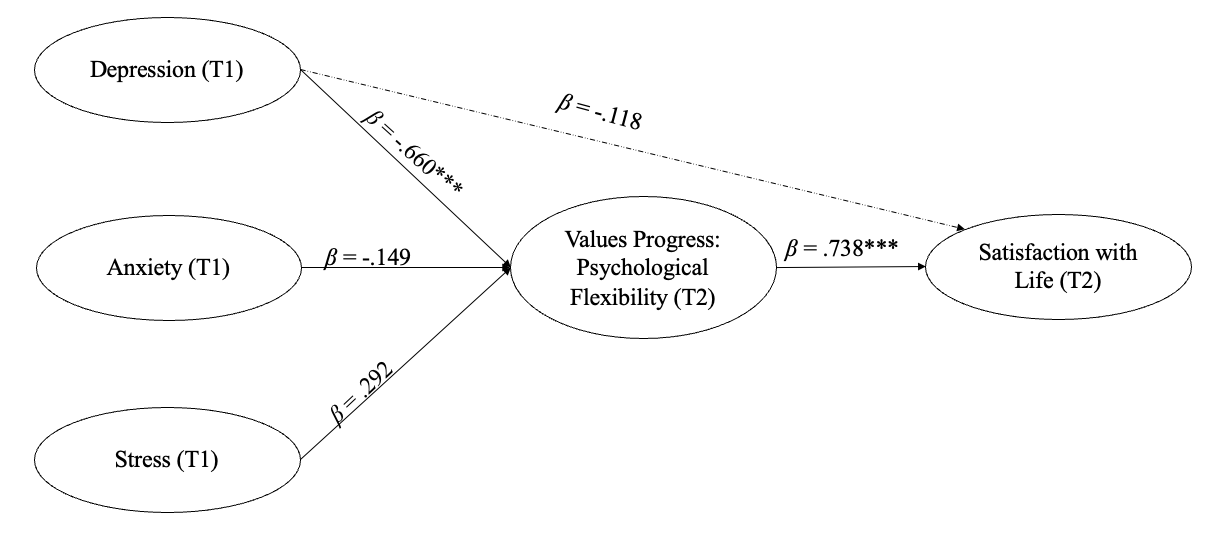 Depression (T1)
β = -.118
β = -.660***
Values Progress:
Psychological
Flexibility (T2)
Anxiety (T1)
β = -.149
β = .738***
Satisfaction with
Life (T2)
β = .292
Stress (T1)